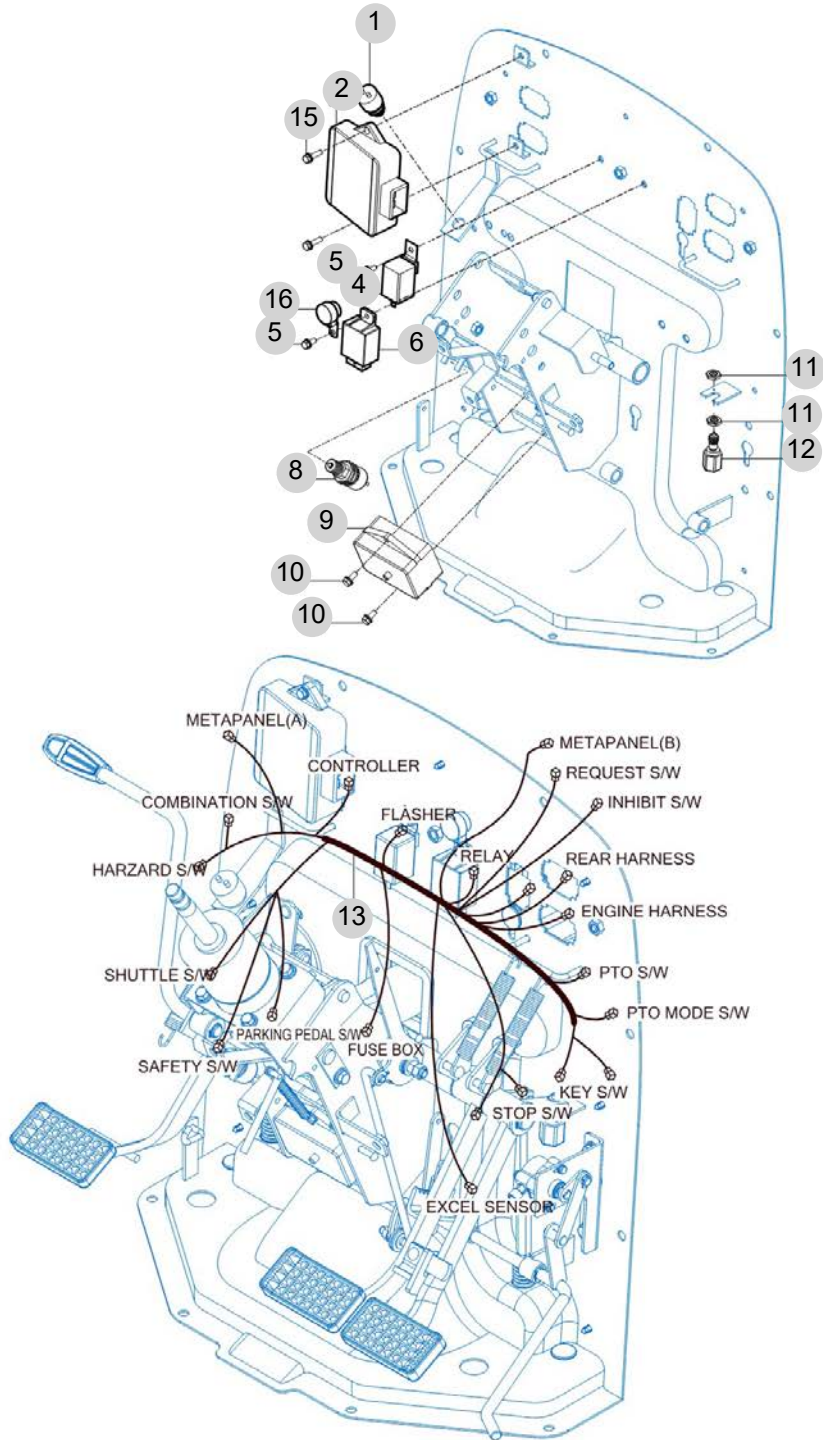 1
2
15
5
4
16
5
6
11
11
12
8
9
10
10
METAPANEL(A)
METAPANEL(B)
CONTROLLER
REQUEST S/W
COMBINATION S/W
INHIBIT S/W
FLASHER
RELAY
REAR HARNESS
HARZARD S/W
13
ENGINE HARNESS
SHUTTLE S/W
PTO S/W
PTO MODE S/W
PARKING PEDAL S/W
FUSE BOX
SAFETY S/W
KEY S/W
STOP S/W
EXCEL SENSOR